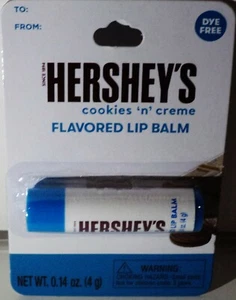 TO:
FROM:
DYE
FREE
SINCE 1894
HERSHEY'S
cookies 'n' creme
FLAVORED LIP BALM
HERSHEY'S
LIP BALM
(4 g)
NET WT. 0.14 oz. (4g)
WARNING: